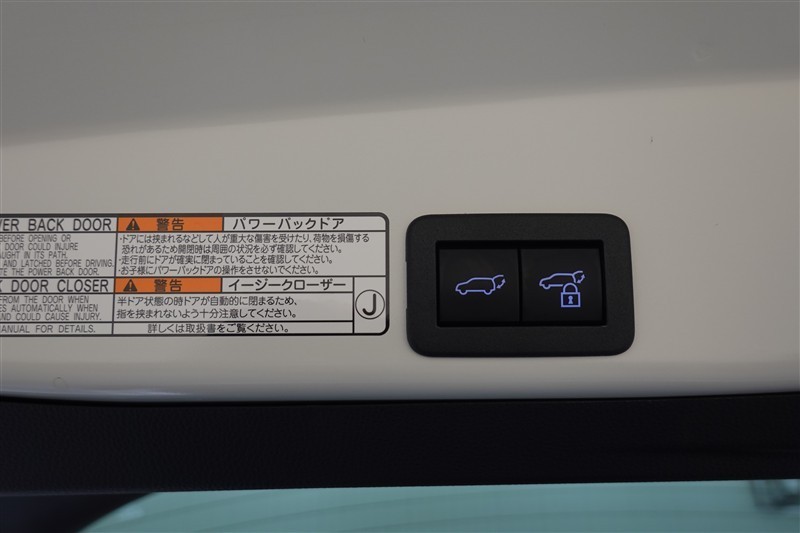 ER BACK DOOR
BEFORE OPENING OR
DOOR COULD INJURE
AUGHT IN ITS PATH.
AND LATCHED BEFORE DRIVING.
TE THE POWER BACK DOOR.
警告 パワーバックドア
・ドアには挟まれるなどして人が重大な傷害を受けたり、荷物を損傷する
恐れがあるため開閉時は周囲の状況を必ず確認してください。
・走行前にドアが確実に閉まっていることを確認してください。
・お子様にパワーバックドアの操作をさせないでください。
DOOR CLOSER
FROM THE DOOR WHEN
ES AUTOMATICALLY WHEN
AND COULD CAUSE INJURY.
MANUAL FOR DETAILS.
警告 イージークローザー
半ドア状態の時ドアが自動的に閉まるため、
指を挟まれないよう十分注意してください。
詳しくは取扱書をご覧ください。
J